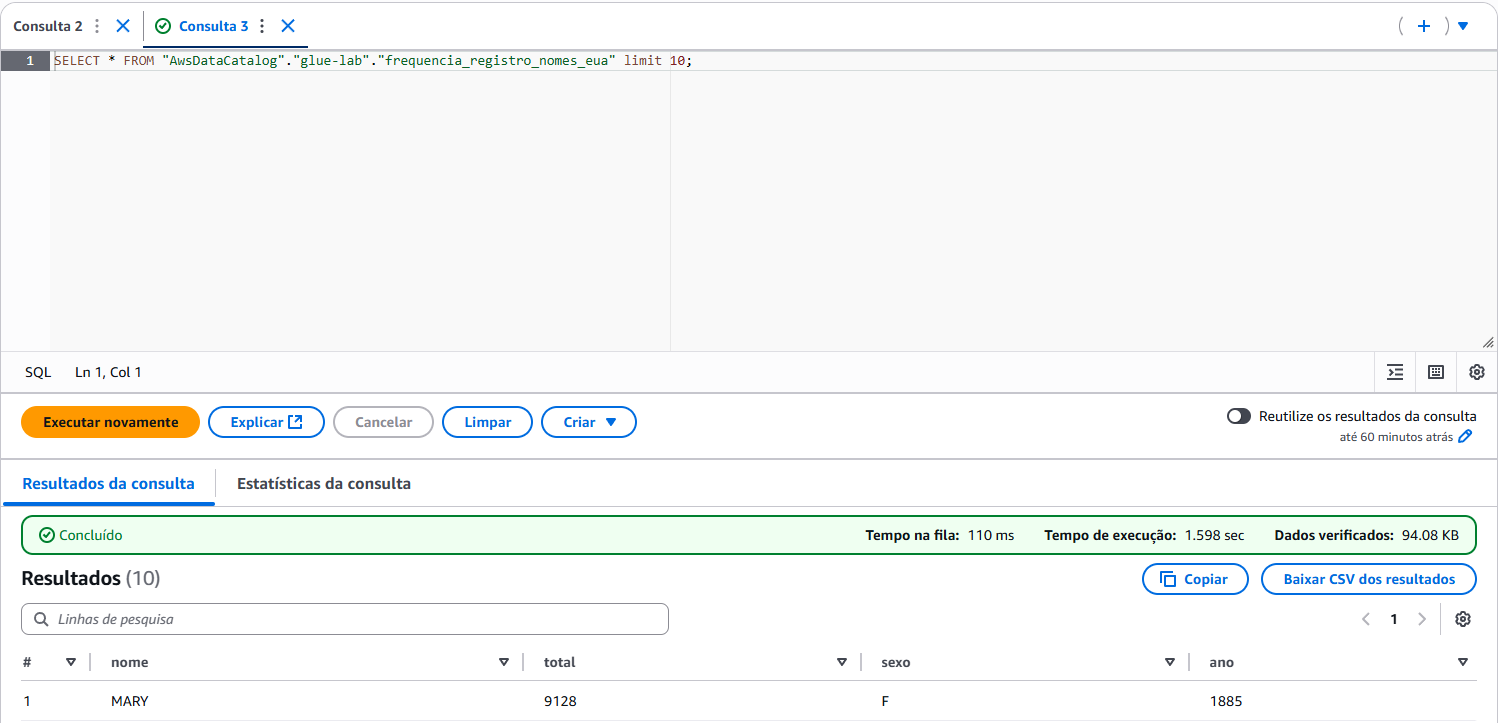 Consulta 2 Consulta 3
1 SELECT * FROM "AwsDataCatalog"."glue-lab"."frequencia_registro_nomes_eua" limit 10;
SQL Ln 1, Col 1
Executar novamente Explicar Cancelar Limpar Criar Reutilize os resultados da consulta
até 60 minutos atrás
Resultados da consulta Estatísticas da consulta
Concluído Tempo na fila: 110 ms Tempo de execução: 1.598 sec Dados verificados: 94.08 KB
Resultados (10) Copiar Baixar CSV dos resultados
Linhas de pesquisa 1
# nome total sexo ano
1 MARY 9128 F 1885